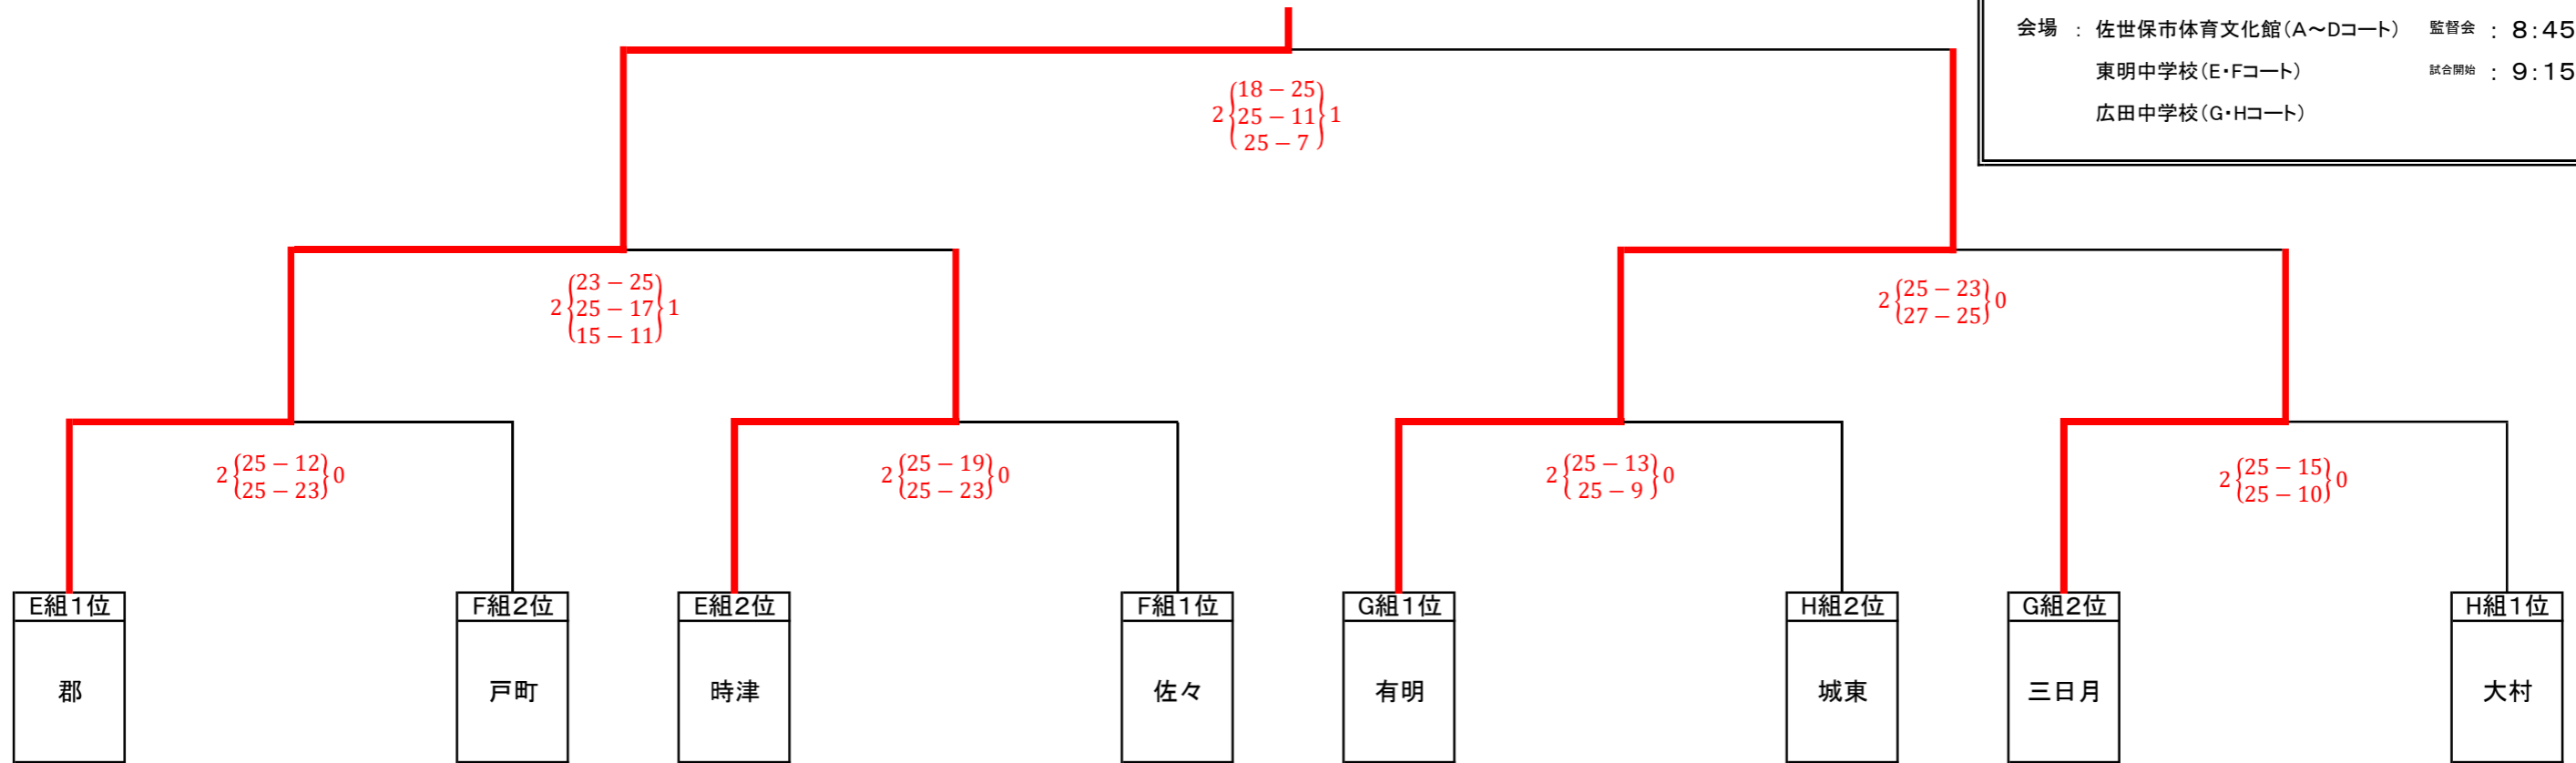 会場 : 佐世保市体育文化館(A～Dコート) 監督会 : 8:45
東明中学校(E・Fコート) 試合開始 : 9:15
広田中学校(G・Hコート)
2 {18 − 25 25 − 11 25 − 7} 1
2 {23 − 25 25 − 17 15 − 11} 1
2 {25 − 23 27 − 25} 0
2 {25 − 12 25 − 23} 0
2 {25 − 19 25 − 23} 0
2 {25 − 13 25 − 9} 0
2 {25 − 15 25 − 10} 0
E組1位 F組2位 E組2位 F組1位 G組1位 H組2位 G組2位 H組1位
郡 戸町 時津 佐々 有明 城東 三日月 大村